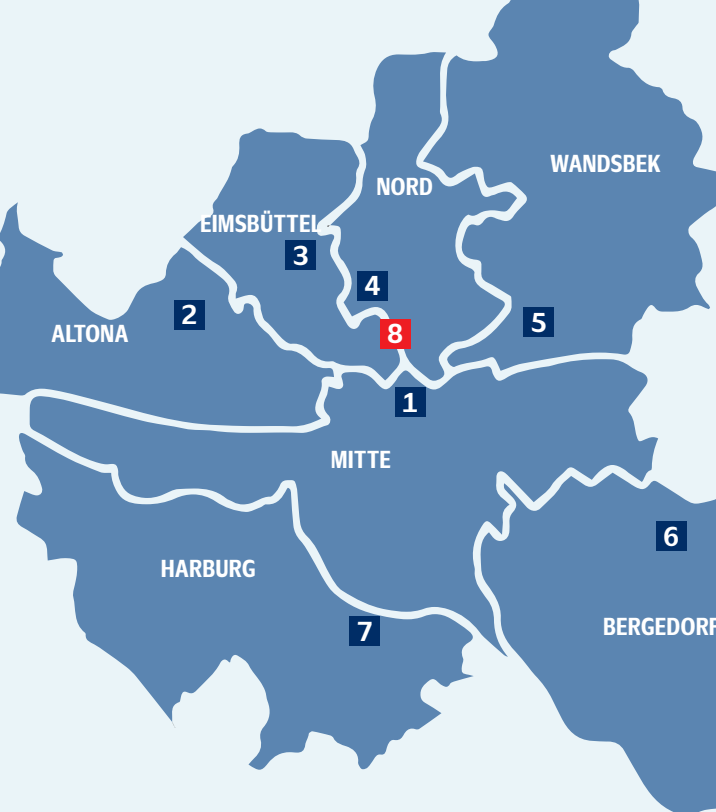 WANDSBEK
NORD
EIMSBÜTTEL
3
4
2
5
ALTONA
8
1
MITTE
6
HARBURG
BERGEDORF
7